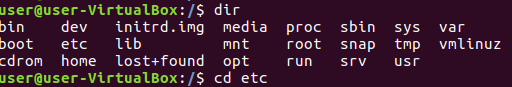 user@user-VirtualBox:/$ dir
bin    dev   initrd.img  media  proc  sbin  sys  var
boot   etc   lib         mnt    root  snap  tmp  vmlinuz
cdrom  home  lost+found  opt    run   srv   usr
user@user-VirtualBox:/$ cd etc